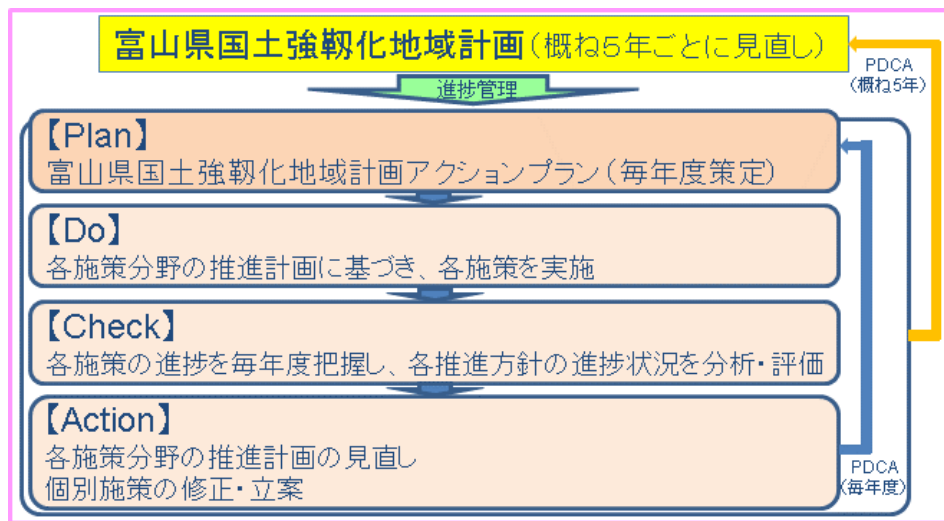 富山県国土強靱化地域計画(概ね5年ごとに見直し)
PDCA
(概ね5年)
進捗管理
【Plan】
富山県国土強靱化地域計画アクションプラン(毎年度策定)
【Do】
各施策分野の推進計画に基づき、各施策を実施
【Check】
各施策の進捗を毎年度把握し、各推進方針の進捗状況を分析・評価
【Action】
各施策分野の推進計画の見直し
個別施策の修正・立案
PDCA
(毎年度)